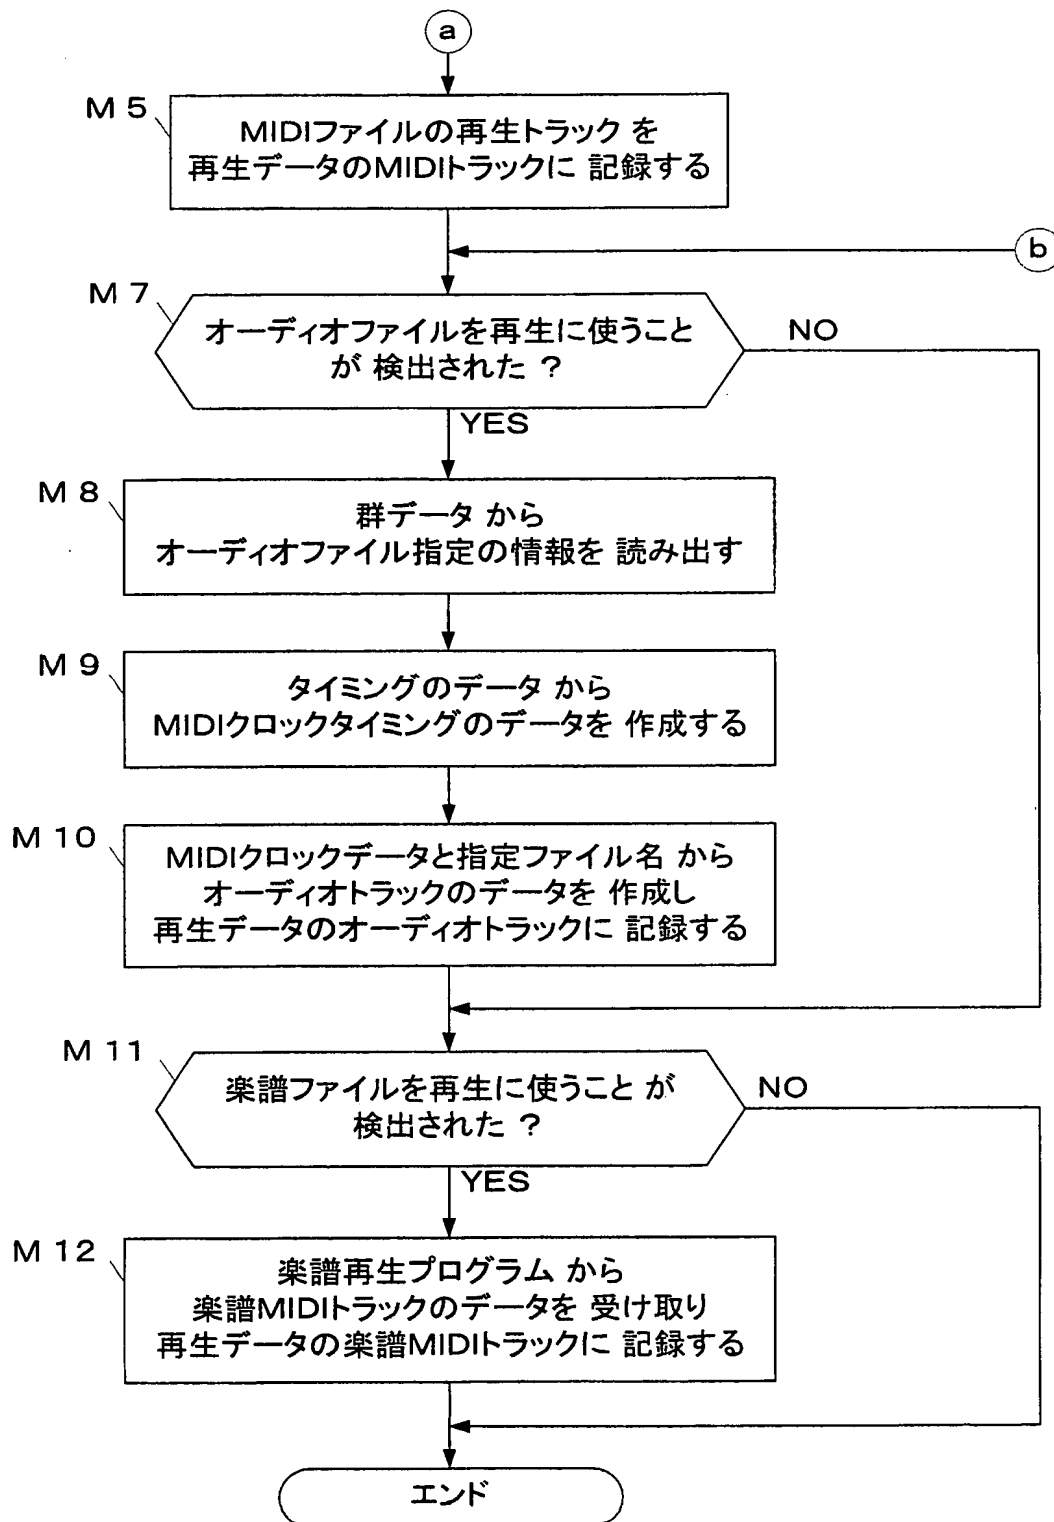 a
M 5
MIDIファイルの再生トラック を
再生データのMIDIトラックに 記録する
b
M 7
オーディオファイルを再生に使うこと
が 検出された ?
NO
YES
M 8
群データ から
オーディオファイル指定の情報を 読み出す
M 9
タイミングのデータ から
MIDIクロックタイミングのデータを 作成する
M 10
MIDIクロックデータと指定ファイル名 から
オーディオトラックのデータを 作成し
再生データのオーディオトラックに 記録する
M 11
楽譜ファイルを再生に使うこと が
検出された ?
NO
YES
M 12
楽譜再生プログラム から
楽譜MIDIトラックのデータを 受け取り
再生データの楽譜MIDIトラックに 記録する
エンド